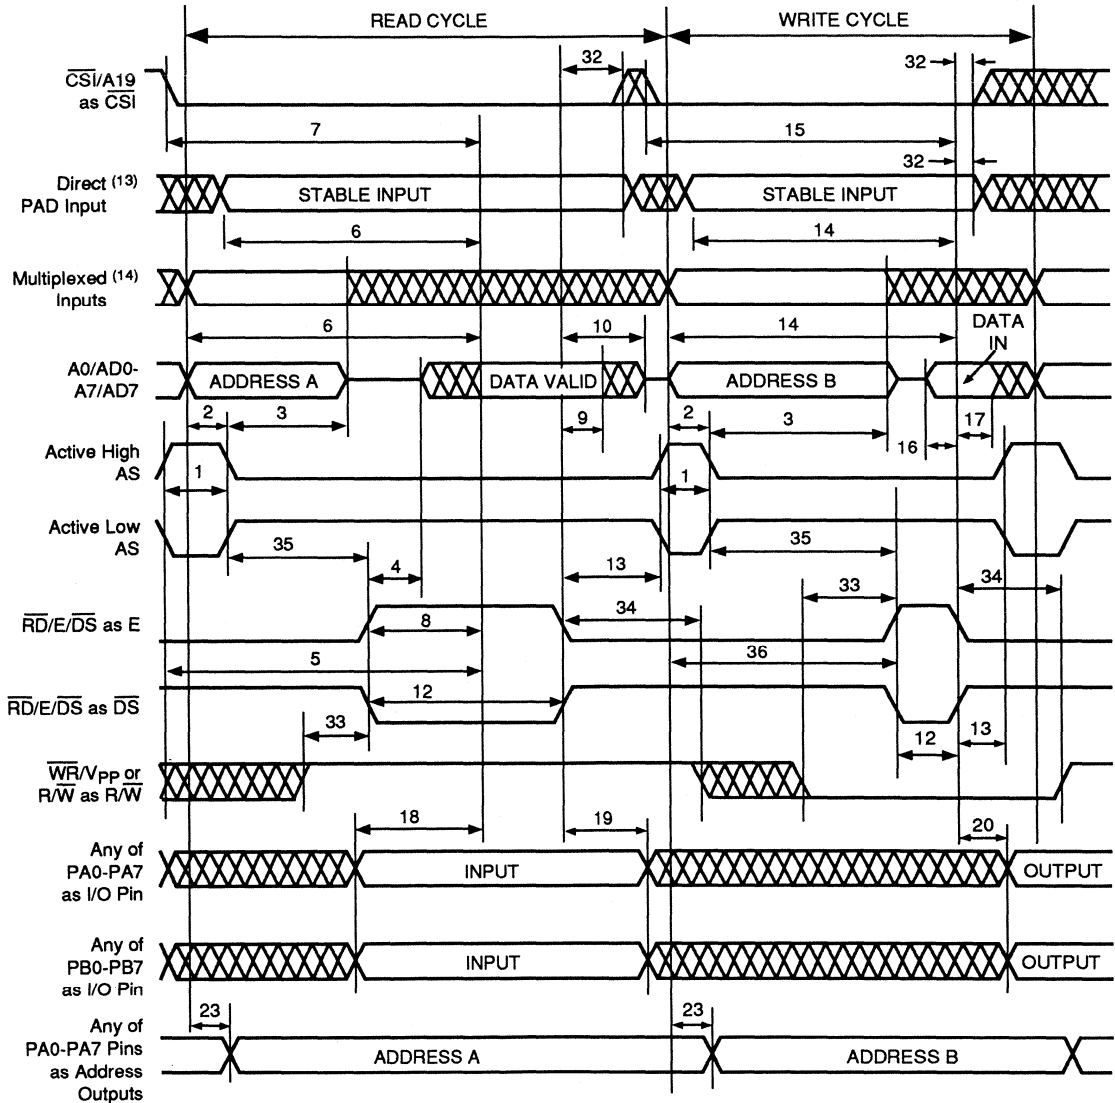 READ CYCLE WRITE CYCLE
32 32
CSI/A19
as CSI
7 15
32
Direct (13)
PAD Input
STABLE INPUT STABLE INPUT
6 14
Multiplexed (14)
Inputs
6 10 14 DATA
IN
A0/AD0-
A7/AD7
ADDRESS A DATA VALID ADDRESS B
2 3 9 2 3 16 17
Active High
AS
1 1
Active Low
AS
35 35
4 13 33 34
RD/E/DS as E
8 34
5 36
RD/E/DS as DS
12
33 12 13
WR/VPP or
R/W as R/W
18 19 20
Any of
PA0-PA7
as I/O Pin
INPUT OUTPUT
Any of
PB0-PB7
as I/O Pin
INPUT OUTPUT
23 23
Any of
PA0-PA7 Pins
as Address
Outputs
ADDRESS A ADDRESS B